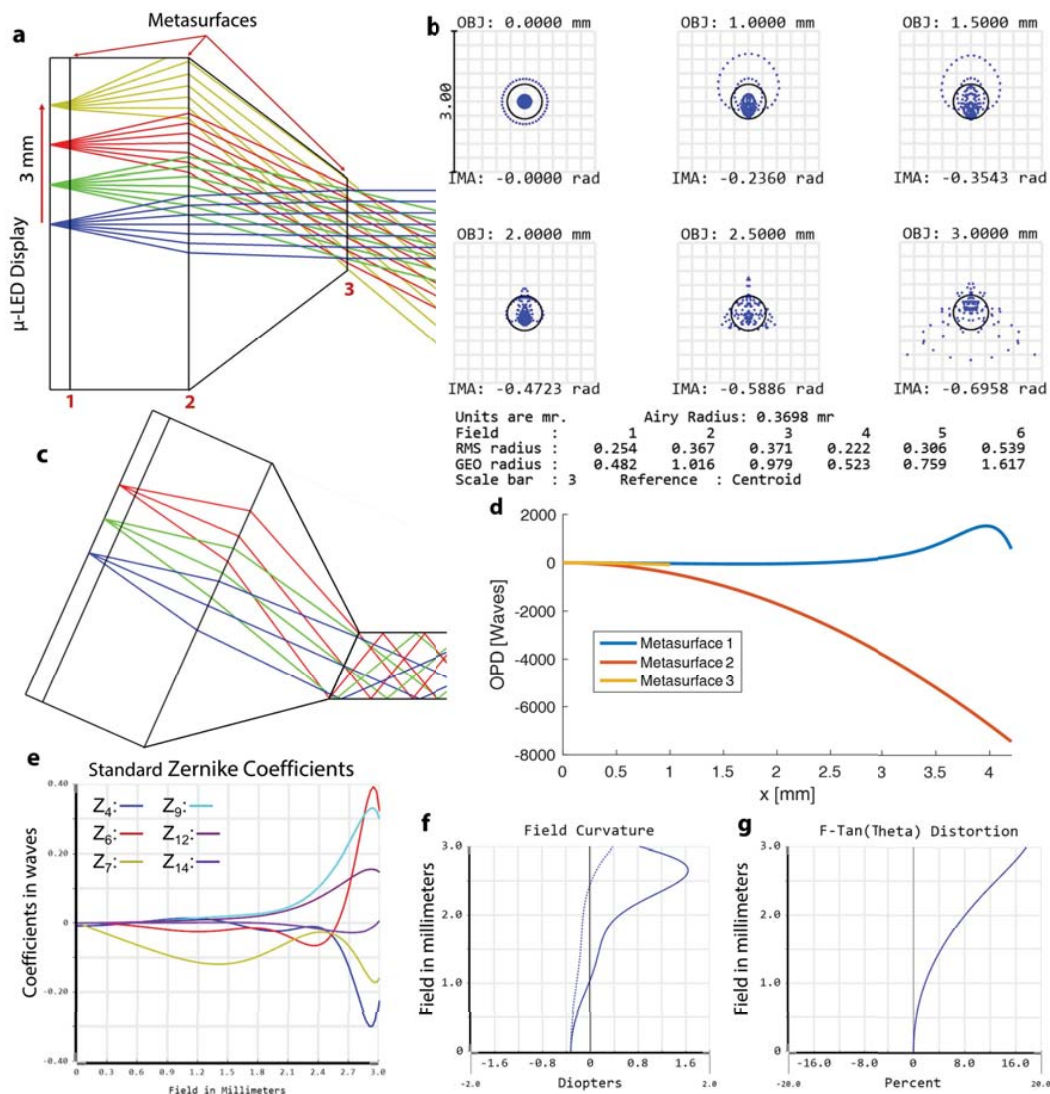 a
Metasurfaces
3 mm
μ-LED Display
1
2
3
b
OBJ: 0.0000 mm
OBJ: 1.0000 mm
OBJ: 1.5000 mm
3.00
IMA: -0.0000 rad
IMA: -0.2360 rad
IMA: -0.3543 rad
OBJ: 2.0000 mm
OBJ: 2.5000 mm
OBJ: 3.0000 mm
IMA: -0.4723 rad
IMA: -0.5886 rad
IMA: -0.6958 rad
Units are mr. Airy Radius: 0.3698 mr
Field : 1 2 3 4 5 6
RMS radius : 0.254 0.367 0.371 0.222 0.306 0.539
GEO radius : 0.482 1.016 0.979 0.523 0.759 1.617
Scale bar : 3 Reference : Centroid
c
d
2000
0
-2000
-4000
-6000
-8000
OPD [Waves]
Metasurface 1
Metasurface 2
Metasurface 3
0 0.5 1 1.5 2 2.5 3 3.5 4
x [mm]
e
Standard Zernike Coefficients
0.40
0.20
0
-0.20
-0.40
Coefficients in waves
Z4: Z9:
Z6: Z12:
Z7: Z14:
0 0.3 0.6 0.9 1.2 1.5 1.8 2.1 2.4 2.7 3.0
Field in Millimeters
f
Field Curvature
3.0
2.0
1.0
0
Field in millimeters
-1.6 -0.8 0 0.8 1.6
-2.0 Diopters 2.0
g
F-Tan(Theta) Distortion
3.0
2.0
1.0
0
Field in millimeters
-16.0 -8.0 0 8.0 16.0
-20.0 Percent 20.0